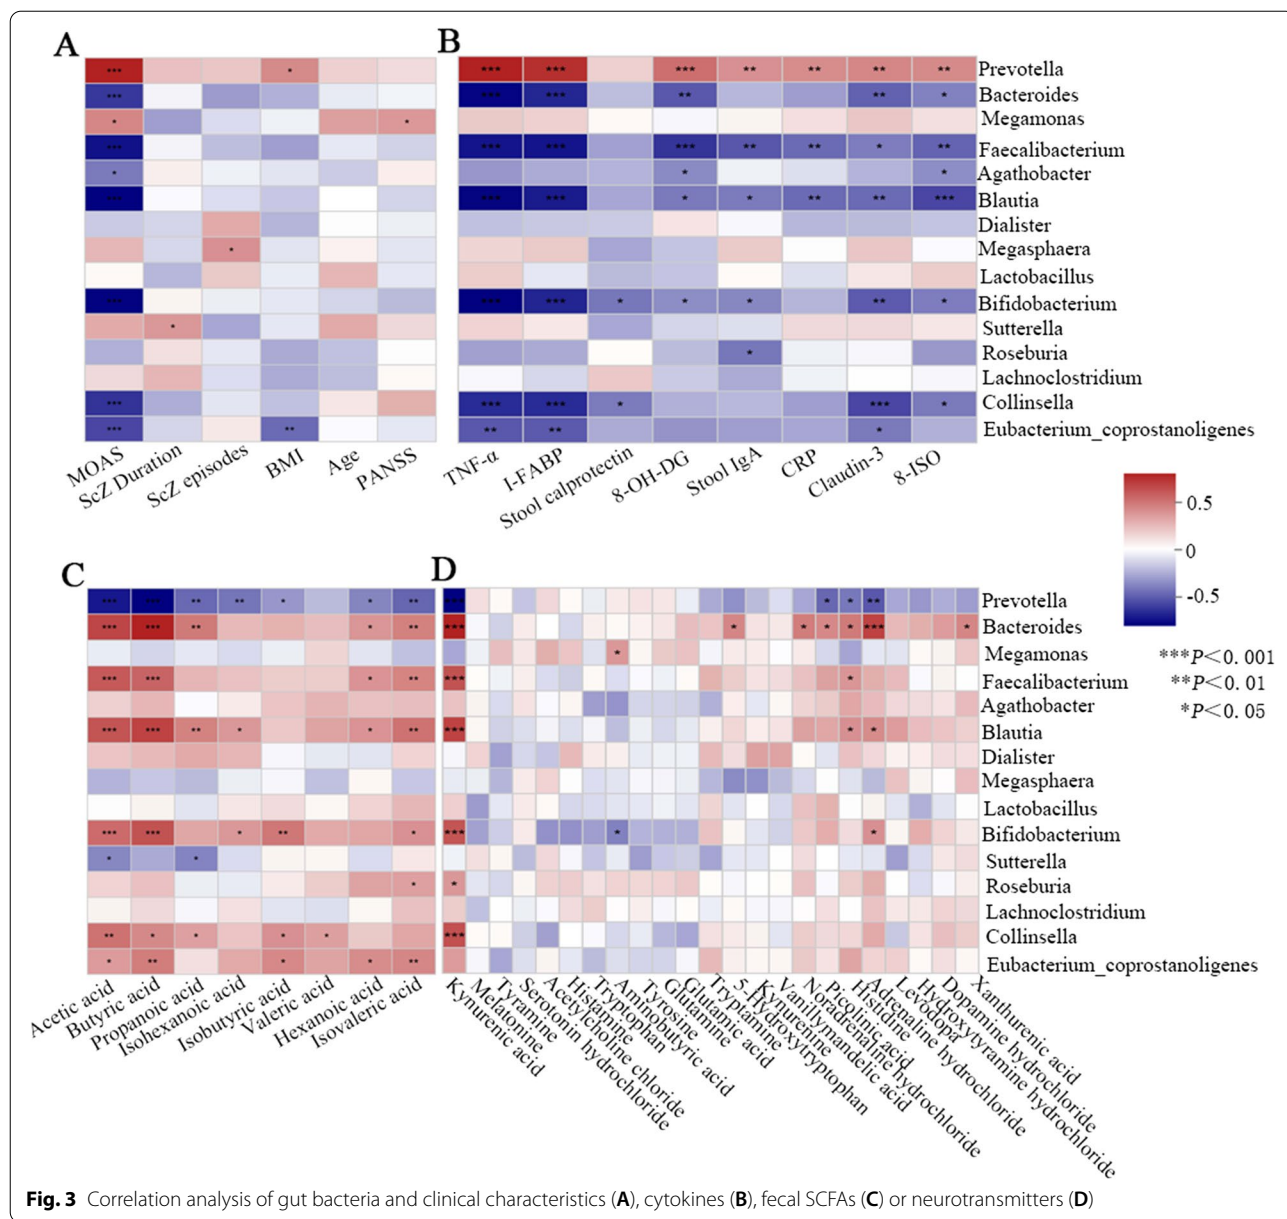 A
B
*** *
*** *** *** ** ** ** **
Prevotella
***
*** *** ** ** *
Bacteroides
* *
Megamonas
***
*** *** *** ** ** * **
Faecalibacterium
*
* *
Agathobacter
***
*** *** * * ** ** ***
Blautia
Dialister
*
Megasphaera
Lactobacillus
***
*** *** * * * ** *
Bifidobacterium
*
Sutterella
*
Roseburia
Lachnoclostridium
***
*** *** * *** *
Collinsella
*** **
** ** *
Eubacterium_coprostanoligenes
MOAS
ScZ Duration
ScZ episodes
BMI
Age
PANSS
TNF-α
I-FABP
Stool calprotectin
8-OH-DG
Stool IgA
CRP
Claudin-3
8-ISO
0.5
0
-0.5
***P<0.001
**P<0.01
*P<0.05
C
D
*** *** ** ** * * **
*** * * **
Prevotella
*** *** ** * **
*** * * * * *** *
Bacteroides
*
Megamonas
*** *** * **
*** *
Faecalibacterium
Agathobacter
*** *** ** * * **
*** * *
Blautia
Dialister
Megasphaera
Lactobacillus
*** *** * ** *
*** * *
Bifidobacterium
* *
Sutterella
*
*
Roseburia
Lachnoclostridium
** * * * *
***
Collinsella
* ** * * **
Eubacterium_coprostanoligenes
Acetic acid
Butyric acid
Propanoic acid
Isohexanoic acid
Isobutyric acid
Valeric acid
Hexanoic acid
Isovaleric acid
Kynurenic acid
Melatonine
Tyramine
Serotonin hydrochloride
Acetylcholine chloride
Histamine
Tryptophan
Aminobutyric acid
Tyrosine
Glutamine
Glutamic acid
Tryptamine
5-Hydroxytryptophan
Kynurenine
Vanillymandelic acid
Noradrenaline hydrochloride
Picolinic acid
Histidine
Adrenaline hydrochloride
Levodopa
Hydroxytyramine hydrochloride
Dopamine hydrochloride
Xanthurenic acid
Fig. 3 Correlation analysis of gut bacteria and clinical characteristics (A), cytokines (B), fecal SCFAs (C) or neurotransmitters (D)